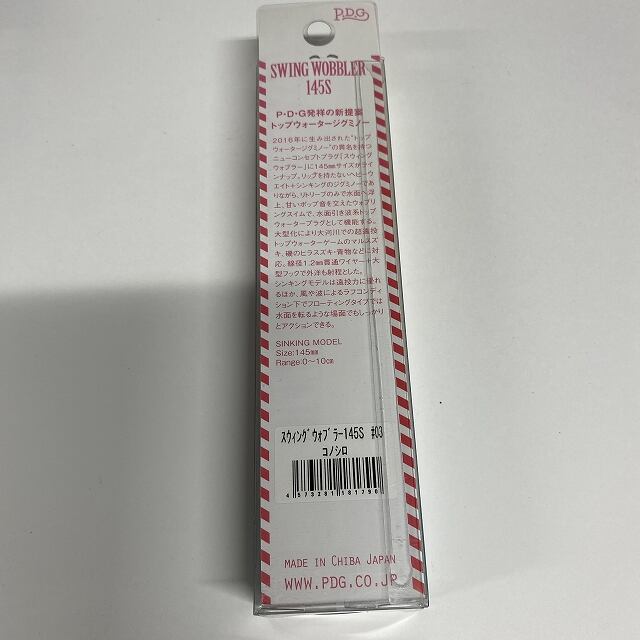 P.D.G
SWING WOBBLER
145S
P・D・G発祥の新提案
トップウォータージグミノー
2016年に生み出された"トップ
ウォータージグミノー"の異名を持つ
ニューコンセプトプラグ「スウィング
ウォブラー」に145mmサイズがライ
ンナップ。リップを持たないヘビーウ
エイト+シンキングのジグミノーであ
りながら、リトリーブのみで水面へ浮
上、甘いポップ音を交えたウォブリ
ングスイムで、水面引き波系トップ
ウォータープラグとして機能する。
大型化により大河川での超遠投
トップウォーターゲームのマルスズ
キ、磯のヒラスズキ・青物などに対
応。線径1.2mm貫通ワイヤー+大
型フックで外洋も射程とした。
シンキングモデルは遠投力に優れ
るほか、風や波によるラフコンディ
ション下でフローティングタイプでは
水面を転るような場面でもしっかり
とアクションできる。
SINKING MODEL
Size:145mm
Range:0〜10cm
ｽｳｨﾝｸﾞｳｫﾌﾞﾗｰ145S #03
コノシロ
4 573281 181790
MADE IN CHIBA JAPAN
WWW.PDG.CO.JP